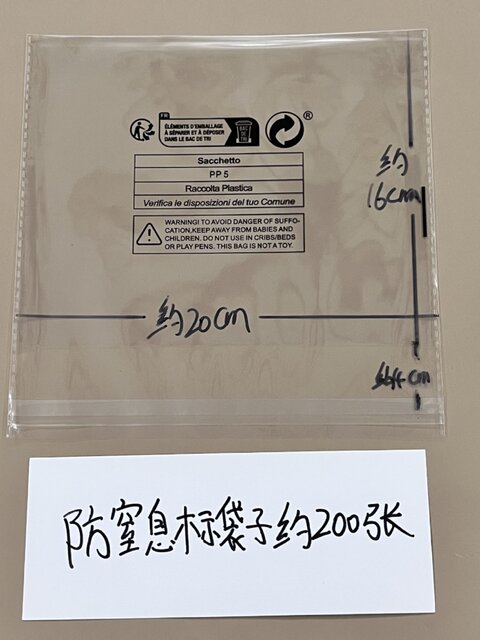 FR
ÉLÉMENTS D'EMBALLAGE
À SÉPARER ET À DÉPOSER
DANS LE BAC DE TRI
BAC
DE
TRI
®
Sacchetto
PP 5
Raccolta Plastica
Verifica le disposizioni del tuo Comune
WARNING! TO AVOID DANGER OF SUFFO-
CATION,KEEP AWAY FROM BABIES AND
CHILDREN. DO NOT USE IN CRIBS/BEDS
OR PLAY PENS. THIS BAG IS NOT A TOY.
约
16cm
约20cm
约4cm
防窒息标袋子约200张